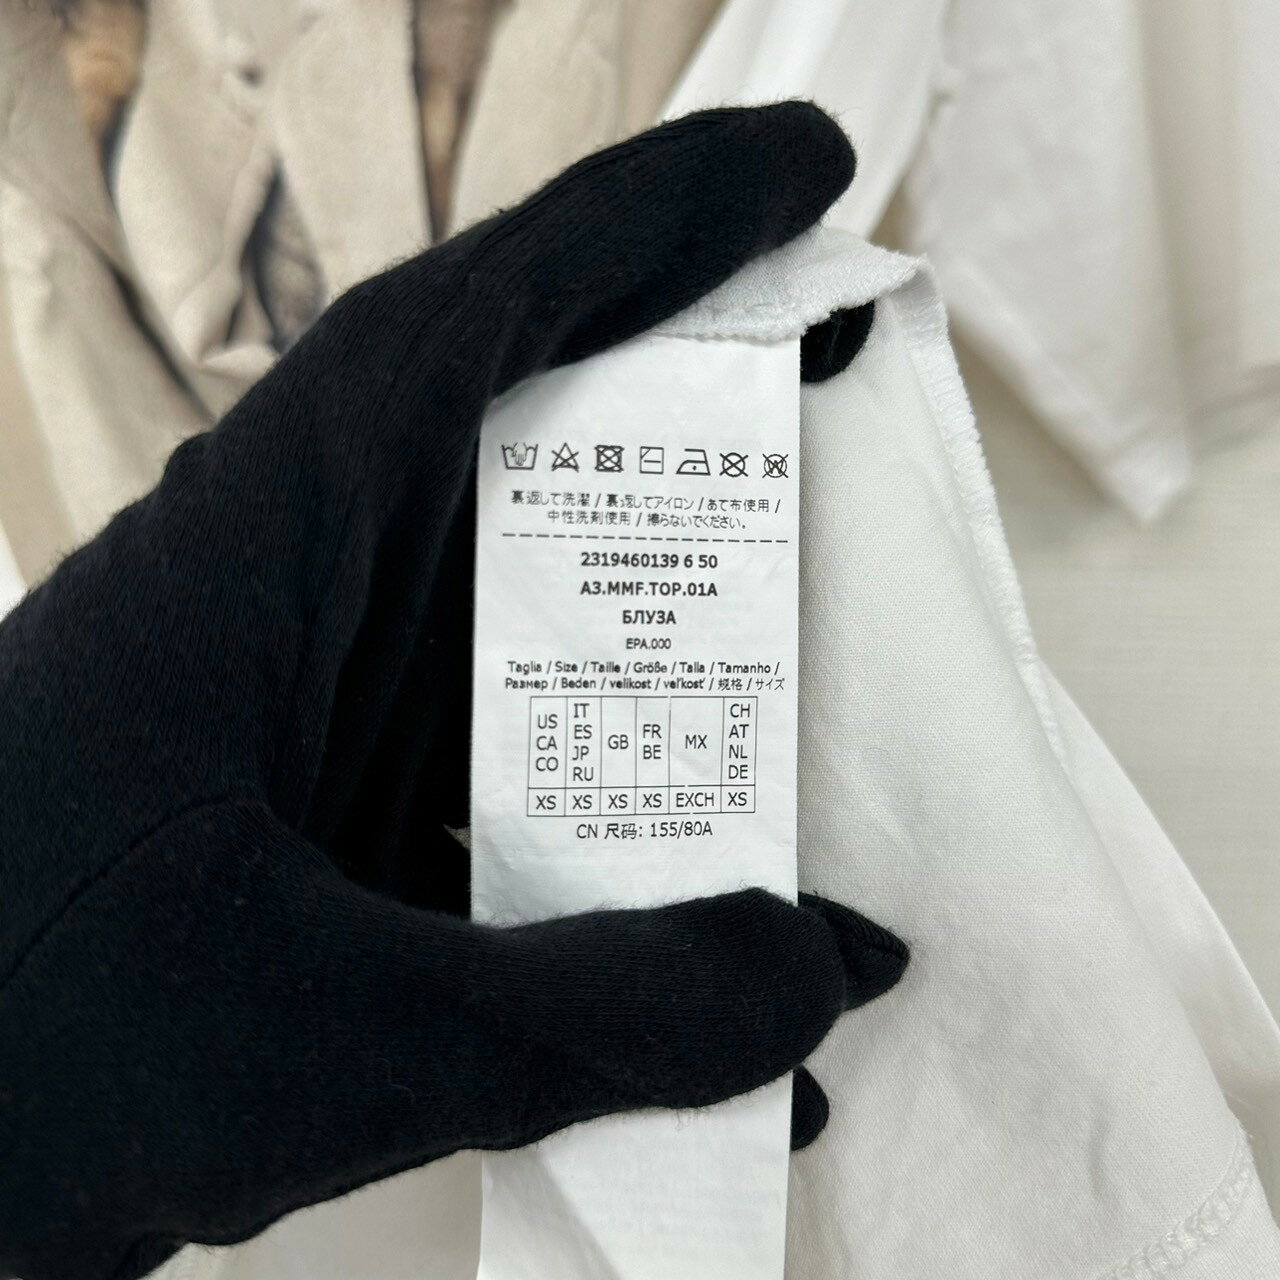 裏返して洗濯 / 裏返してアイロン / あて布使用 /
中性洗剤使用 / 擦らないでください。
2319460139 6 50
A3.MMF.TOP.01A
БЛУЗА
EPA.000
Taglia / Size / Taille / Größe / Talla / Tamanho /
Размер / Beden / velikost / veľkosť / 规格 / サイズ
US CA CO IT ES JP RU GB FR BE MX CH AT NL DE
XS XS XS XS EXCH XS
CN 尺码: 155/80A